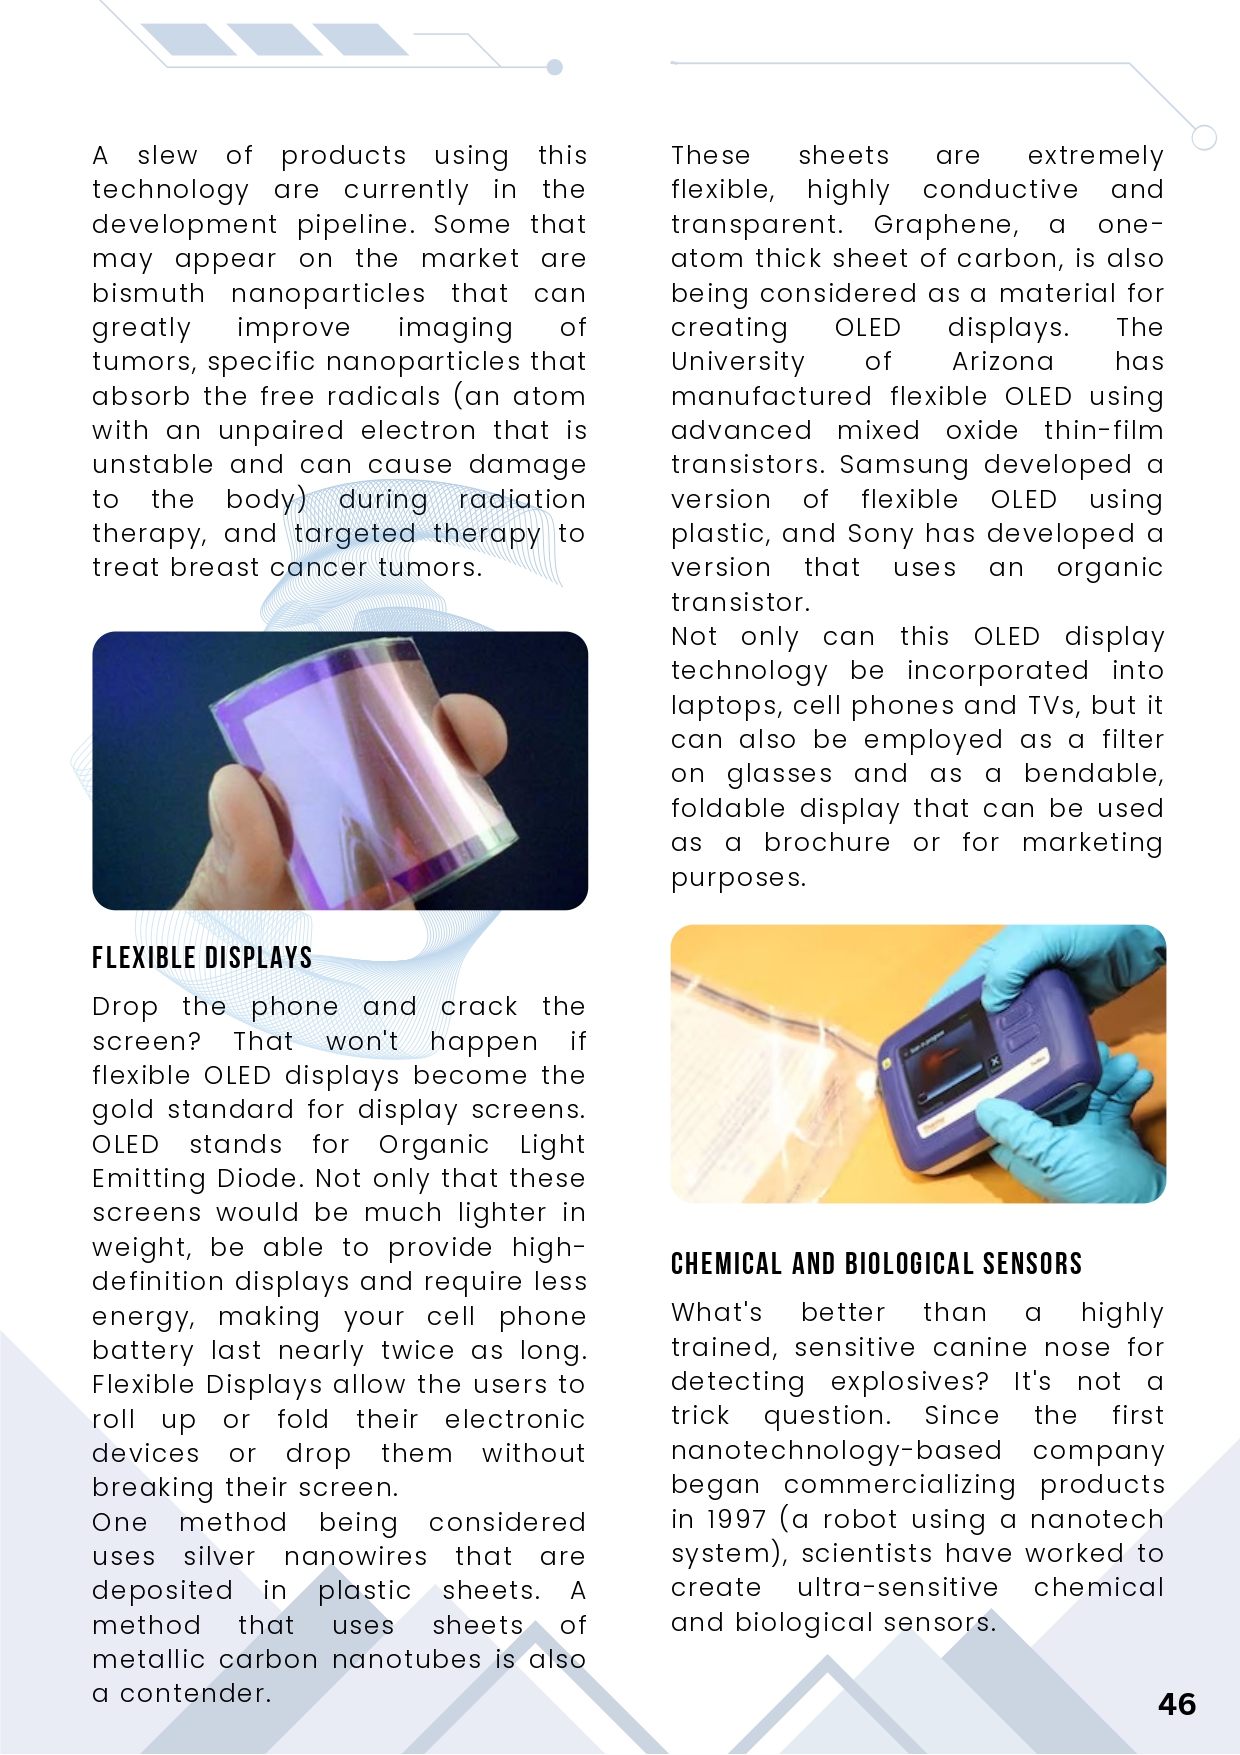 A slew of products using this
technology are currently in the
development pipeline. Some that
may appear on the market are
bismuth nanoparticles that can
greatly improve imaging of
tumors, specific nanoparticles that
absorb the free radicals (an atom
with an unpaired electron that is
unstable and can cause damage
to the body) during radiation
therapy, and targeted therapy to
treat breast cancer tumors.
FLEXIBLE DISPLAYS
Drop the phone and crack the
screen? That won't happen if
flexible OLED displays become the
gold standard for display screens.
OLED stands for Organic Light
Emitting Diode. Not only that these
screens would be much lighter in
weight, be able to provide high-
definition displays and require less
energy, making your cell phone
battery last nearly twice as long.
Flexible Displays allow the users to
roll up or fold their electronic
devices or drop them without
breaking their screen.
One method being considered
uses silver nanowires that are
deposited in plastic sheets. A
method that uses sheets of
metallic carbon nanotubes is also
a contender.
These sheets are extremely
flexible, highly conductive and
transparent. Graphene, a one-
atom thick sheet of carbon, is also
being considered as a material for
creating OLED displays. The
University of Arizona has
manufactured flexible OLED using
advanced mixed oxide thin-film
transistors. Samsung developed a
version of flexible OLED using
plastic, and Sony has developed a
version that uses an organic
transistor.
Not only can this OLED display
technology be incorporated into
laptops, cell phones and TVs, but it
can also be employed as a filter
on glasses and as a bendable,
foldable display that can be used
as a brochure or for marketing
purposes.
CHEMICAL AND BIOLOGICAL SENSORS
What's better than a highly
trained, sensitive canine nose for
detecting explosives? It's not a
trick question. Since the first
nanotechnology-based company
began commercializing products
in 1997 (a robot using a nanotech
system), scientists have worked to
create ultra-sensitive chemical
and biological sensors.
46